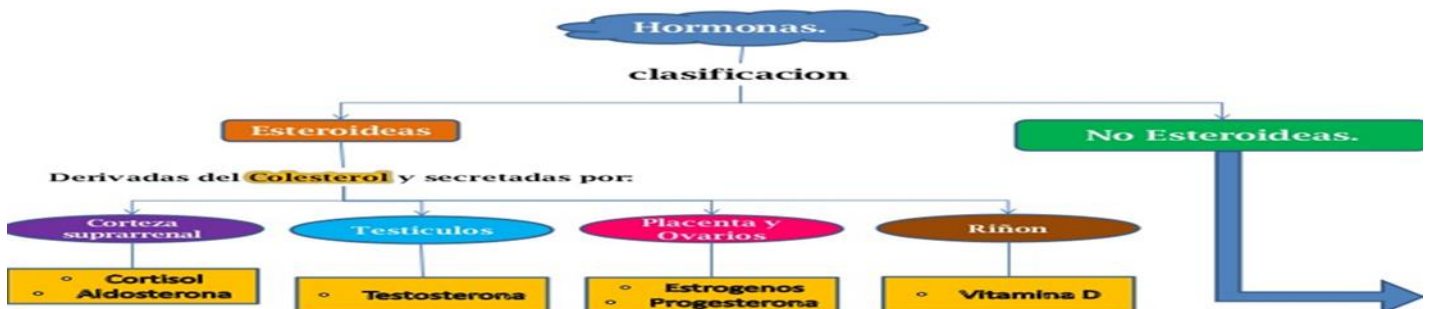 Hormonas.
clasificacion
Esteroideas
No Esteroideas.
Derivadas del Colesterol y secretadas por:
Corteza
suprarrenal
Testiculos
Placenta y
Ovarios
Riñon
° Cortisol
° Aldosterona
° Testosterona
° Estrogenos
° Progesterona
° Vitamina D